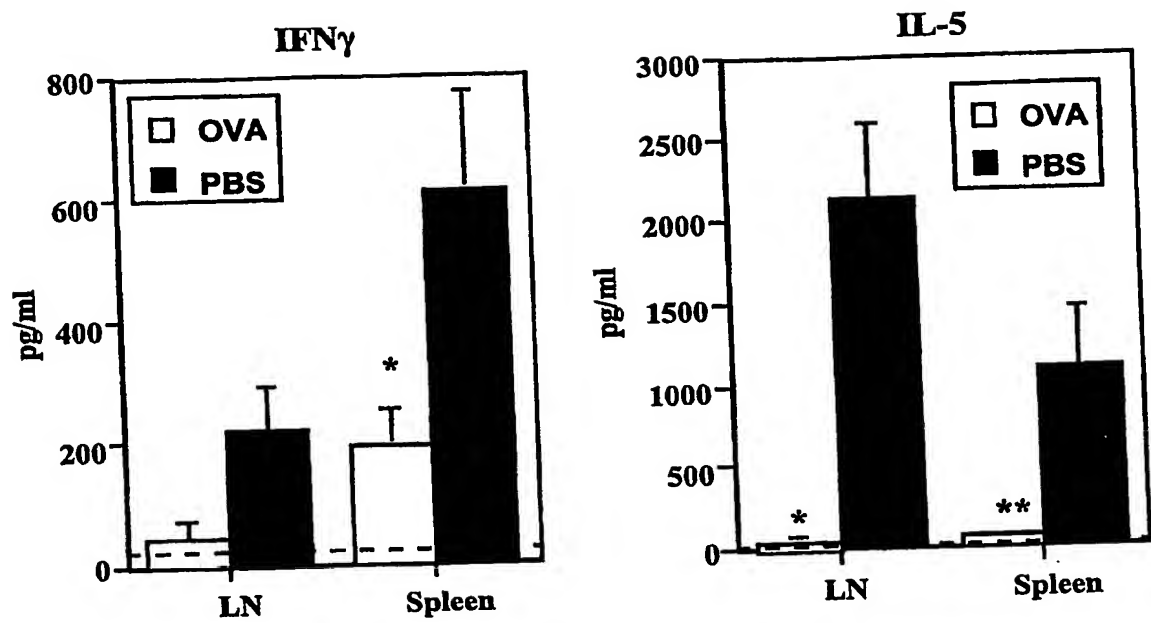 IFNγ
800
600
400
200
0
pg/ml
OVA
PBS
*
LN
Spleen
IL-5
3000
2500
2000
1500
1000
500
0
pg/ml
OVA
PBS
*
**
LN
Spleen